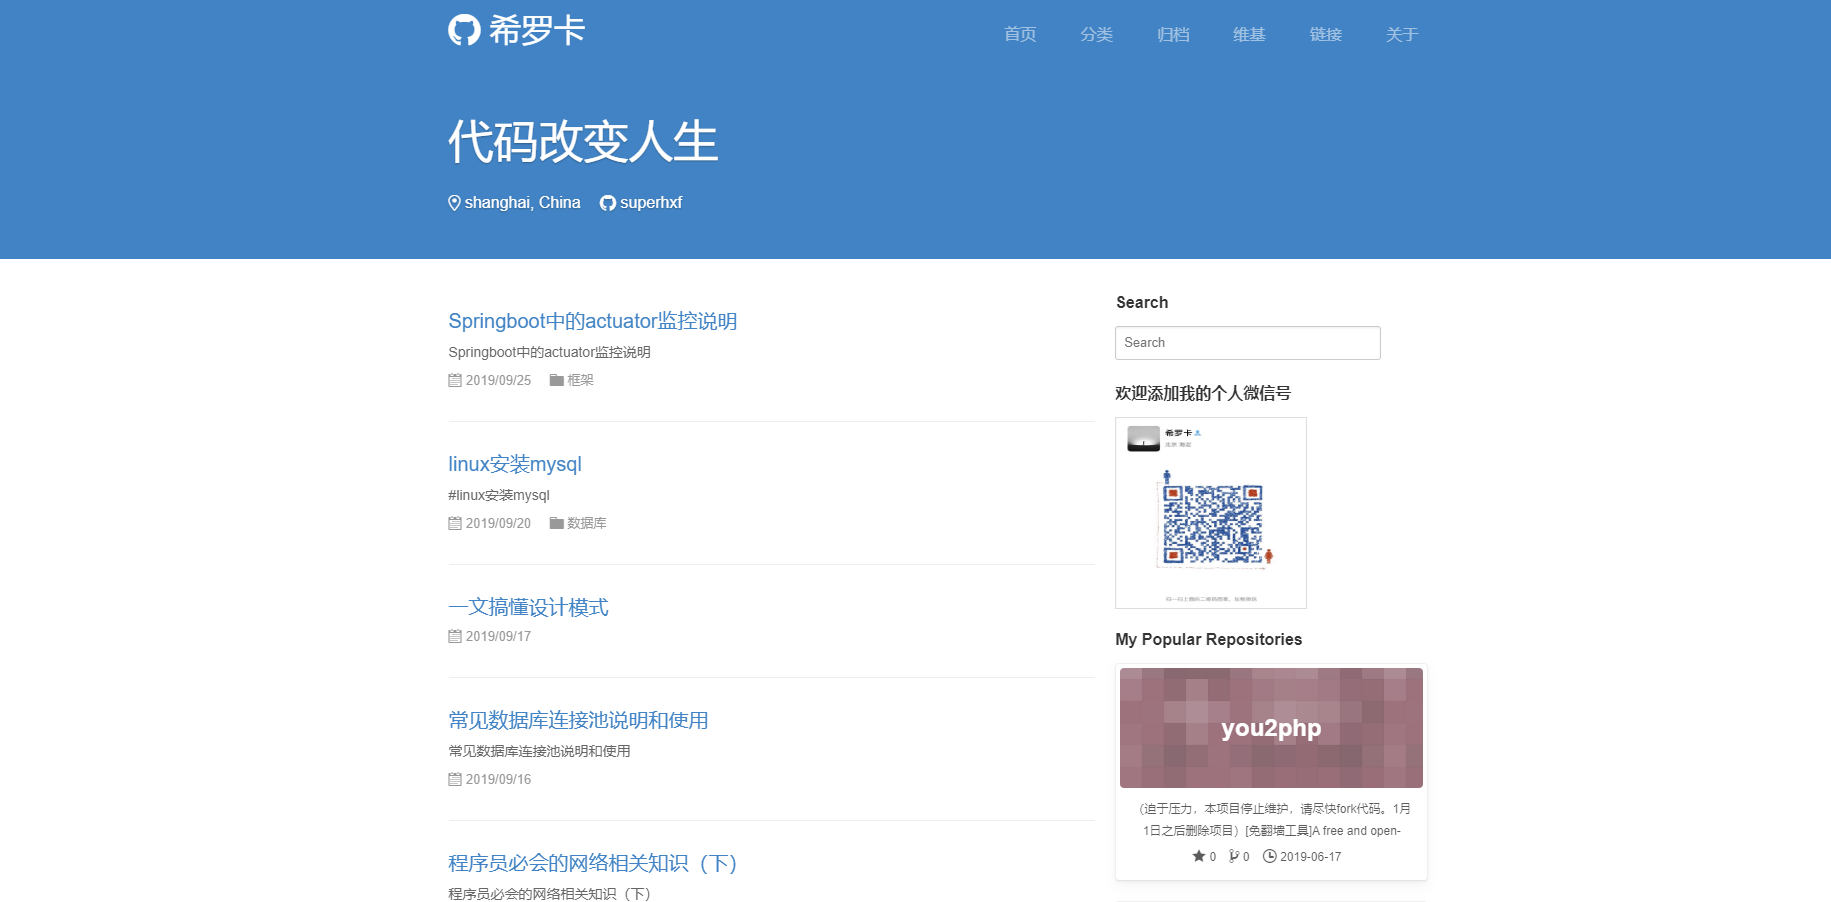 希罗卡
首页 分类 归档 维基 链接 关于
代码改变人生
shanghai, China superhxf
Springboot中的actuator监控说明
Springboot中的actuator监控说明
2019/09/25 框架
linux安装mysql
#linux安装mysql
2019/09/20 数据库
一文搞懂设计模式
2019/09/17
常见数据库连接池说明和使用
常见数据库连接池说明和使用
2019/09/16
程序员必会的网络相关知识（下）
程序员必会的网络相关知识（下）
Search
Search
欢迎添加我的个人微信号
希罗卡
My Popular Repositories
you2php
（迫于压力，本项目停止维护，请尽快fork代码。1月
1日之后删除项目）[免翻墙工具]A free and open-
0 0 2019-06-17